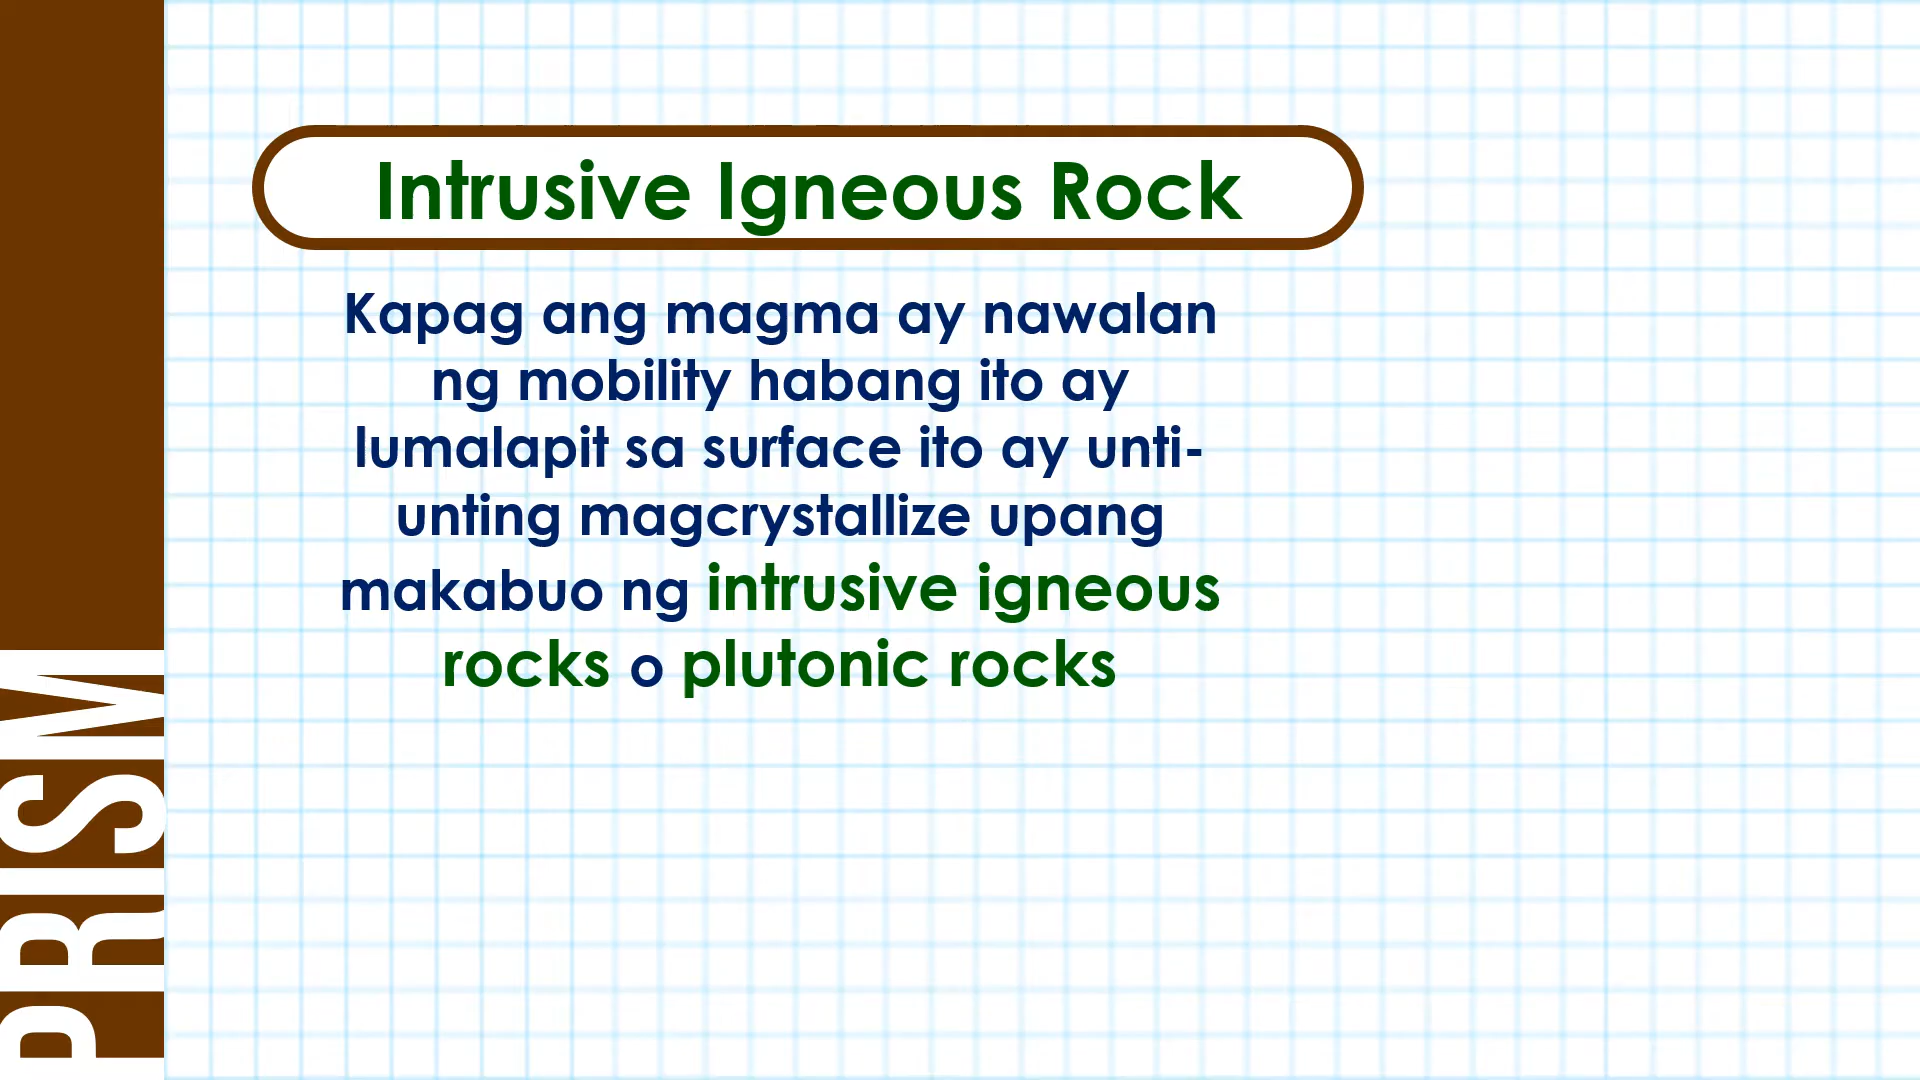 Intrusive Igneous Rock
Kapag ang magma ay nawalan
ng mobility habang ito ay
lumalapit sa surface ito ay unti-
unting magcrystallize upang
makabuo ng intrusive igneous
rocks o plutonic rocks
PRISM